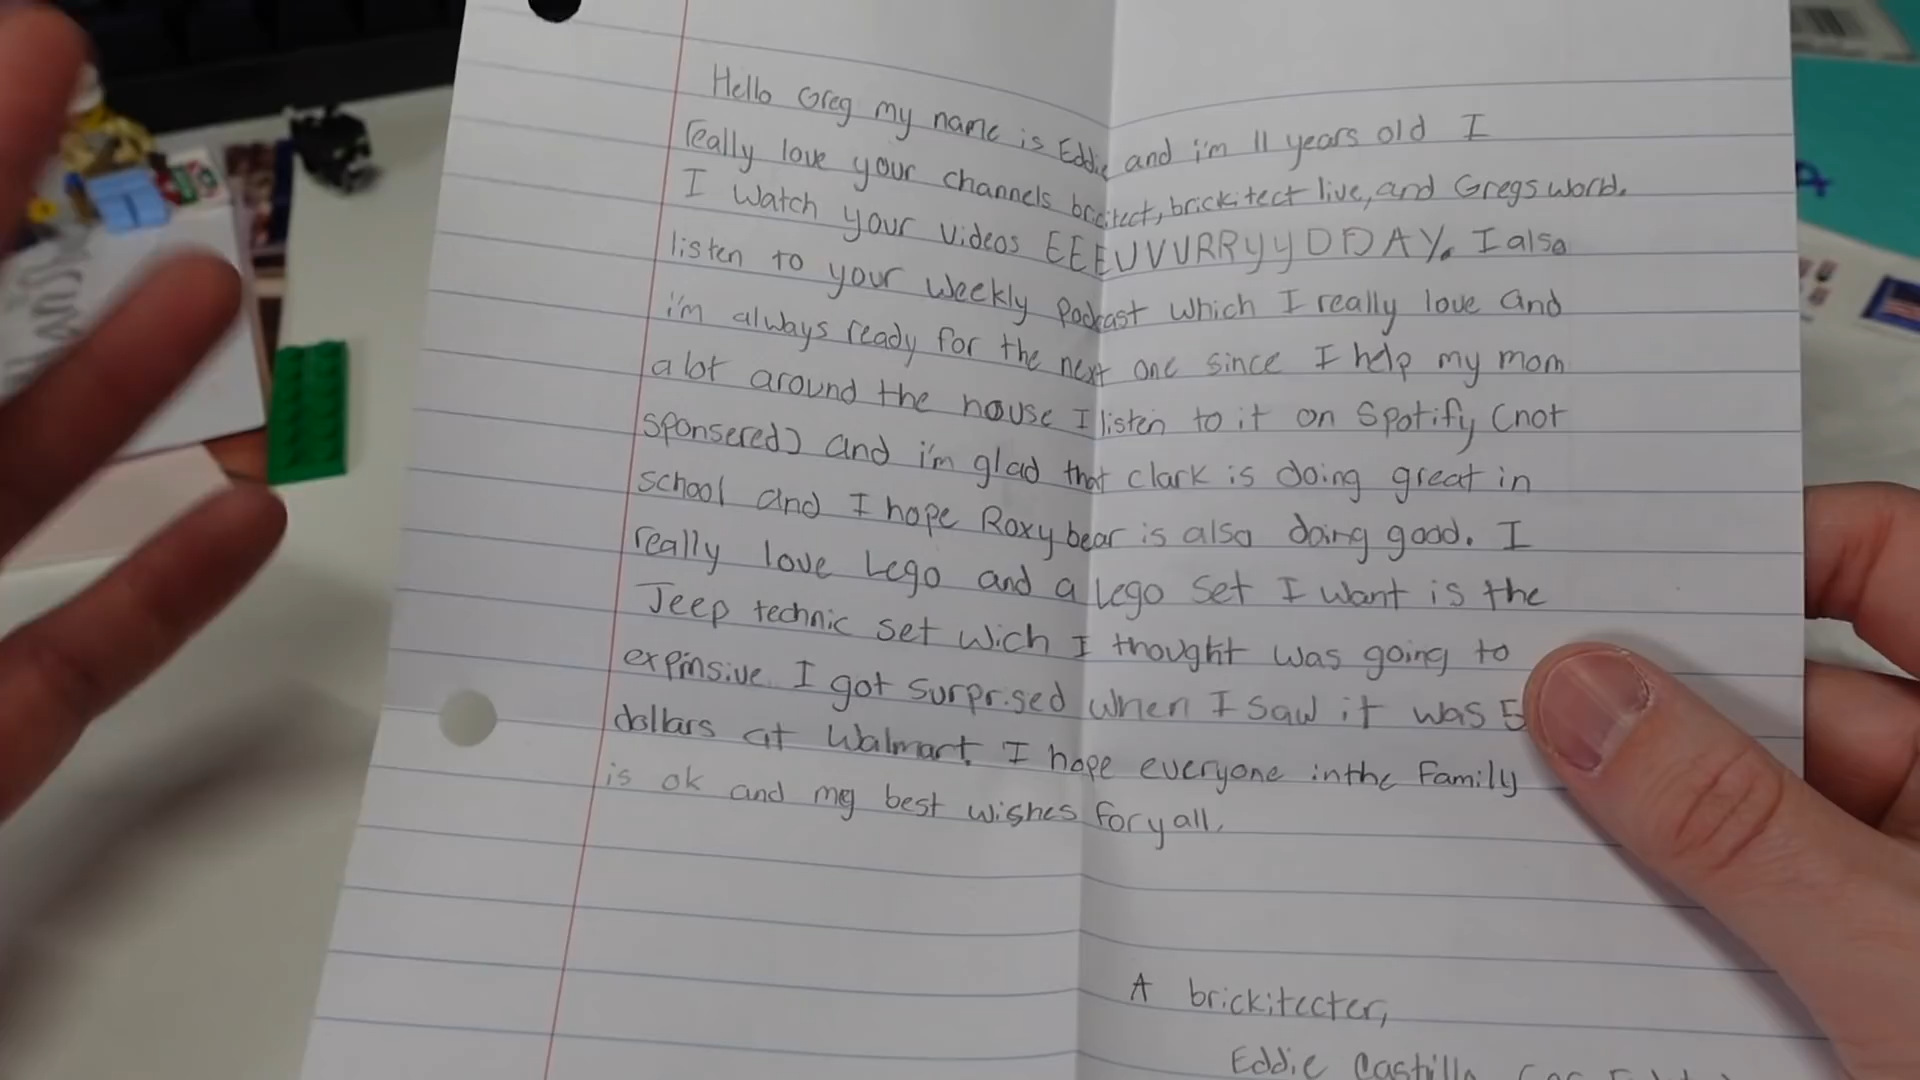 Hello Greg my name is Eddie and i'm 11 years old I
really love your channels bricitect, brickitect live, and Gregs world.
I watch your videos EEEUVVURRYYDDAY. I also
listen to your weekly Podcast which I really love and
i'm always ready for the next one since I help my mom
a lot around the house I listen to it on Spotify (not
sponsered) and i'm glad that clark is doing great in
school and I hope Roxy bear is also doing good. I
really love Lego and a lego set I want is the
Jeep technic set wich I thought was going to
expinsive I got surprised when I saw it was 5
dollars at Walmart. I hope everyone in the Family
is ok and my best wishes for y all.
A brickitecter,
Eddie Castillo